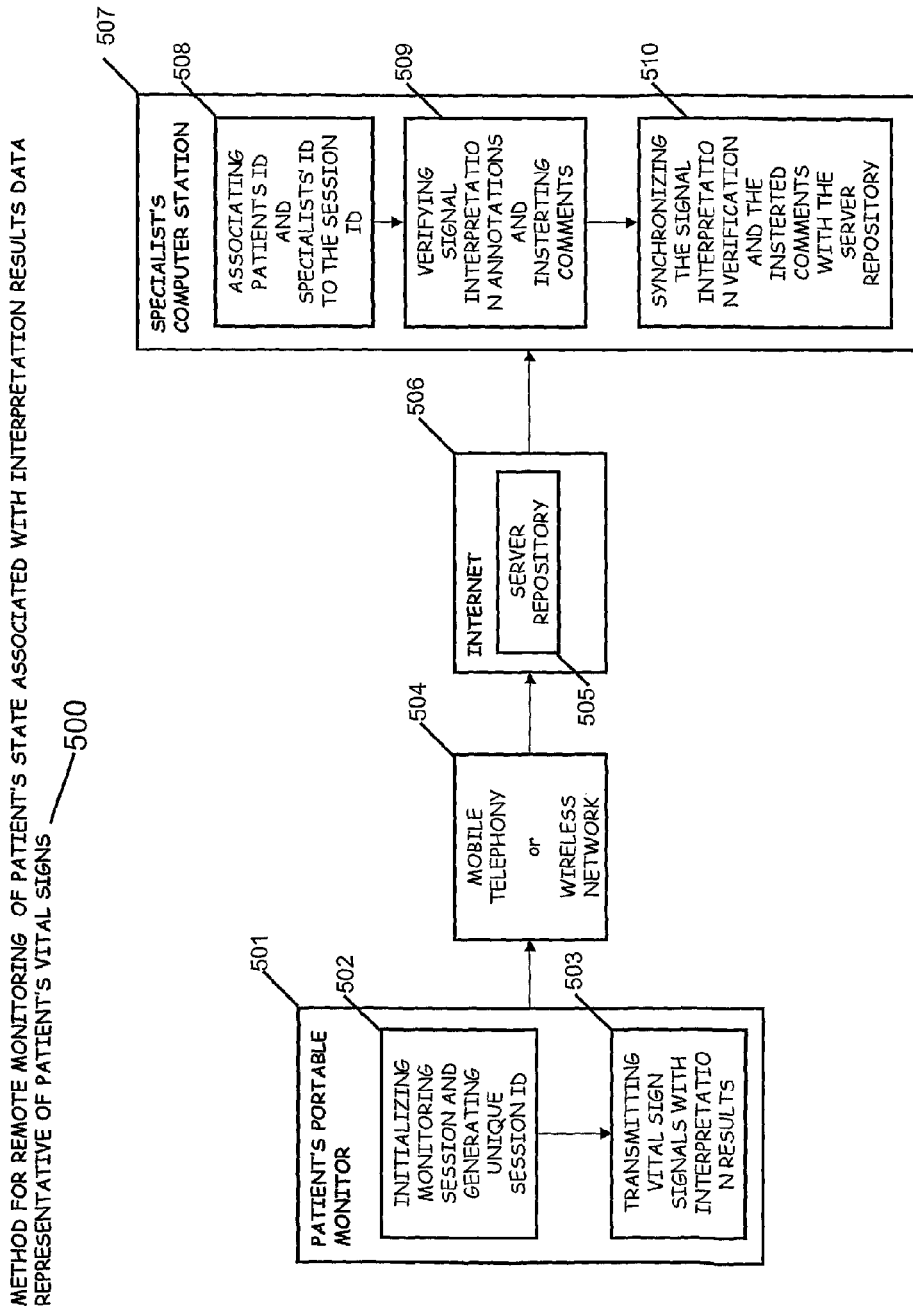 METHOD FOR REMOTE MONITORING OF PATIENT'S STATE ASSOCIATED WITH INTERPRETATION RESULTS DATA
REPRESENTATIVE OF PATIENT'S VITAL SIGNS
500
501
PATIENT'S PORTABLE
MONITOR
502
INITIALIZING
MONITORING
SESSION AND
GENERATING
UNIQUE
SESSION ID
503
TRANSMITTING
VITAL SIGN
SIGNALS WITH
INTERPRETATIO
N RESULTS
504
MOBILE
TELEPHONY
or
WIRELESS
NETWORK
506
INTERNET
SERVER
REPOSITORY
505
507
SPECIALIST'S
COMPUTER STATION
508
ASSOCIATING
PATIENTS ID
AND
SPECIALISTS' ID
TO THE SESSION
ID
509
VERIFYING
SIGNAL
INTERPRETATIO
N ANNOTATIONS
AND
INSTERTING
COMMENTS
510
SYNCHRONIZING
THE SIGNAL
INTERPRETATIO
N VERIFICATION
AND THE
INSTERTED
COMMENTS
WITH THE
SERVER
REPOSITORY